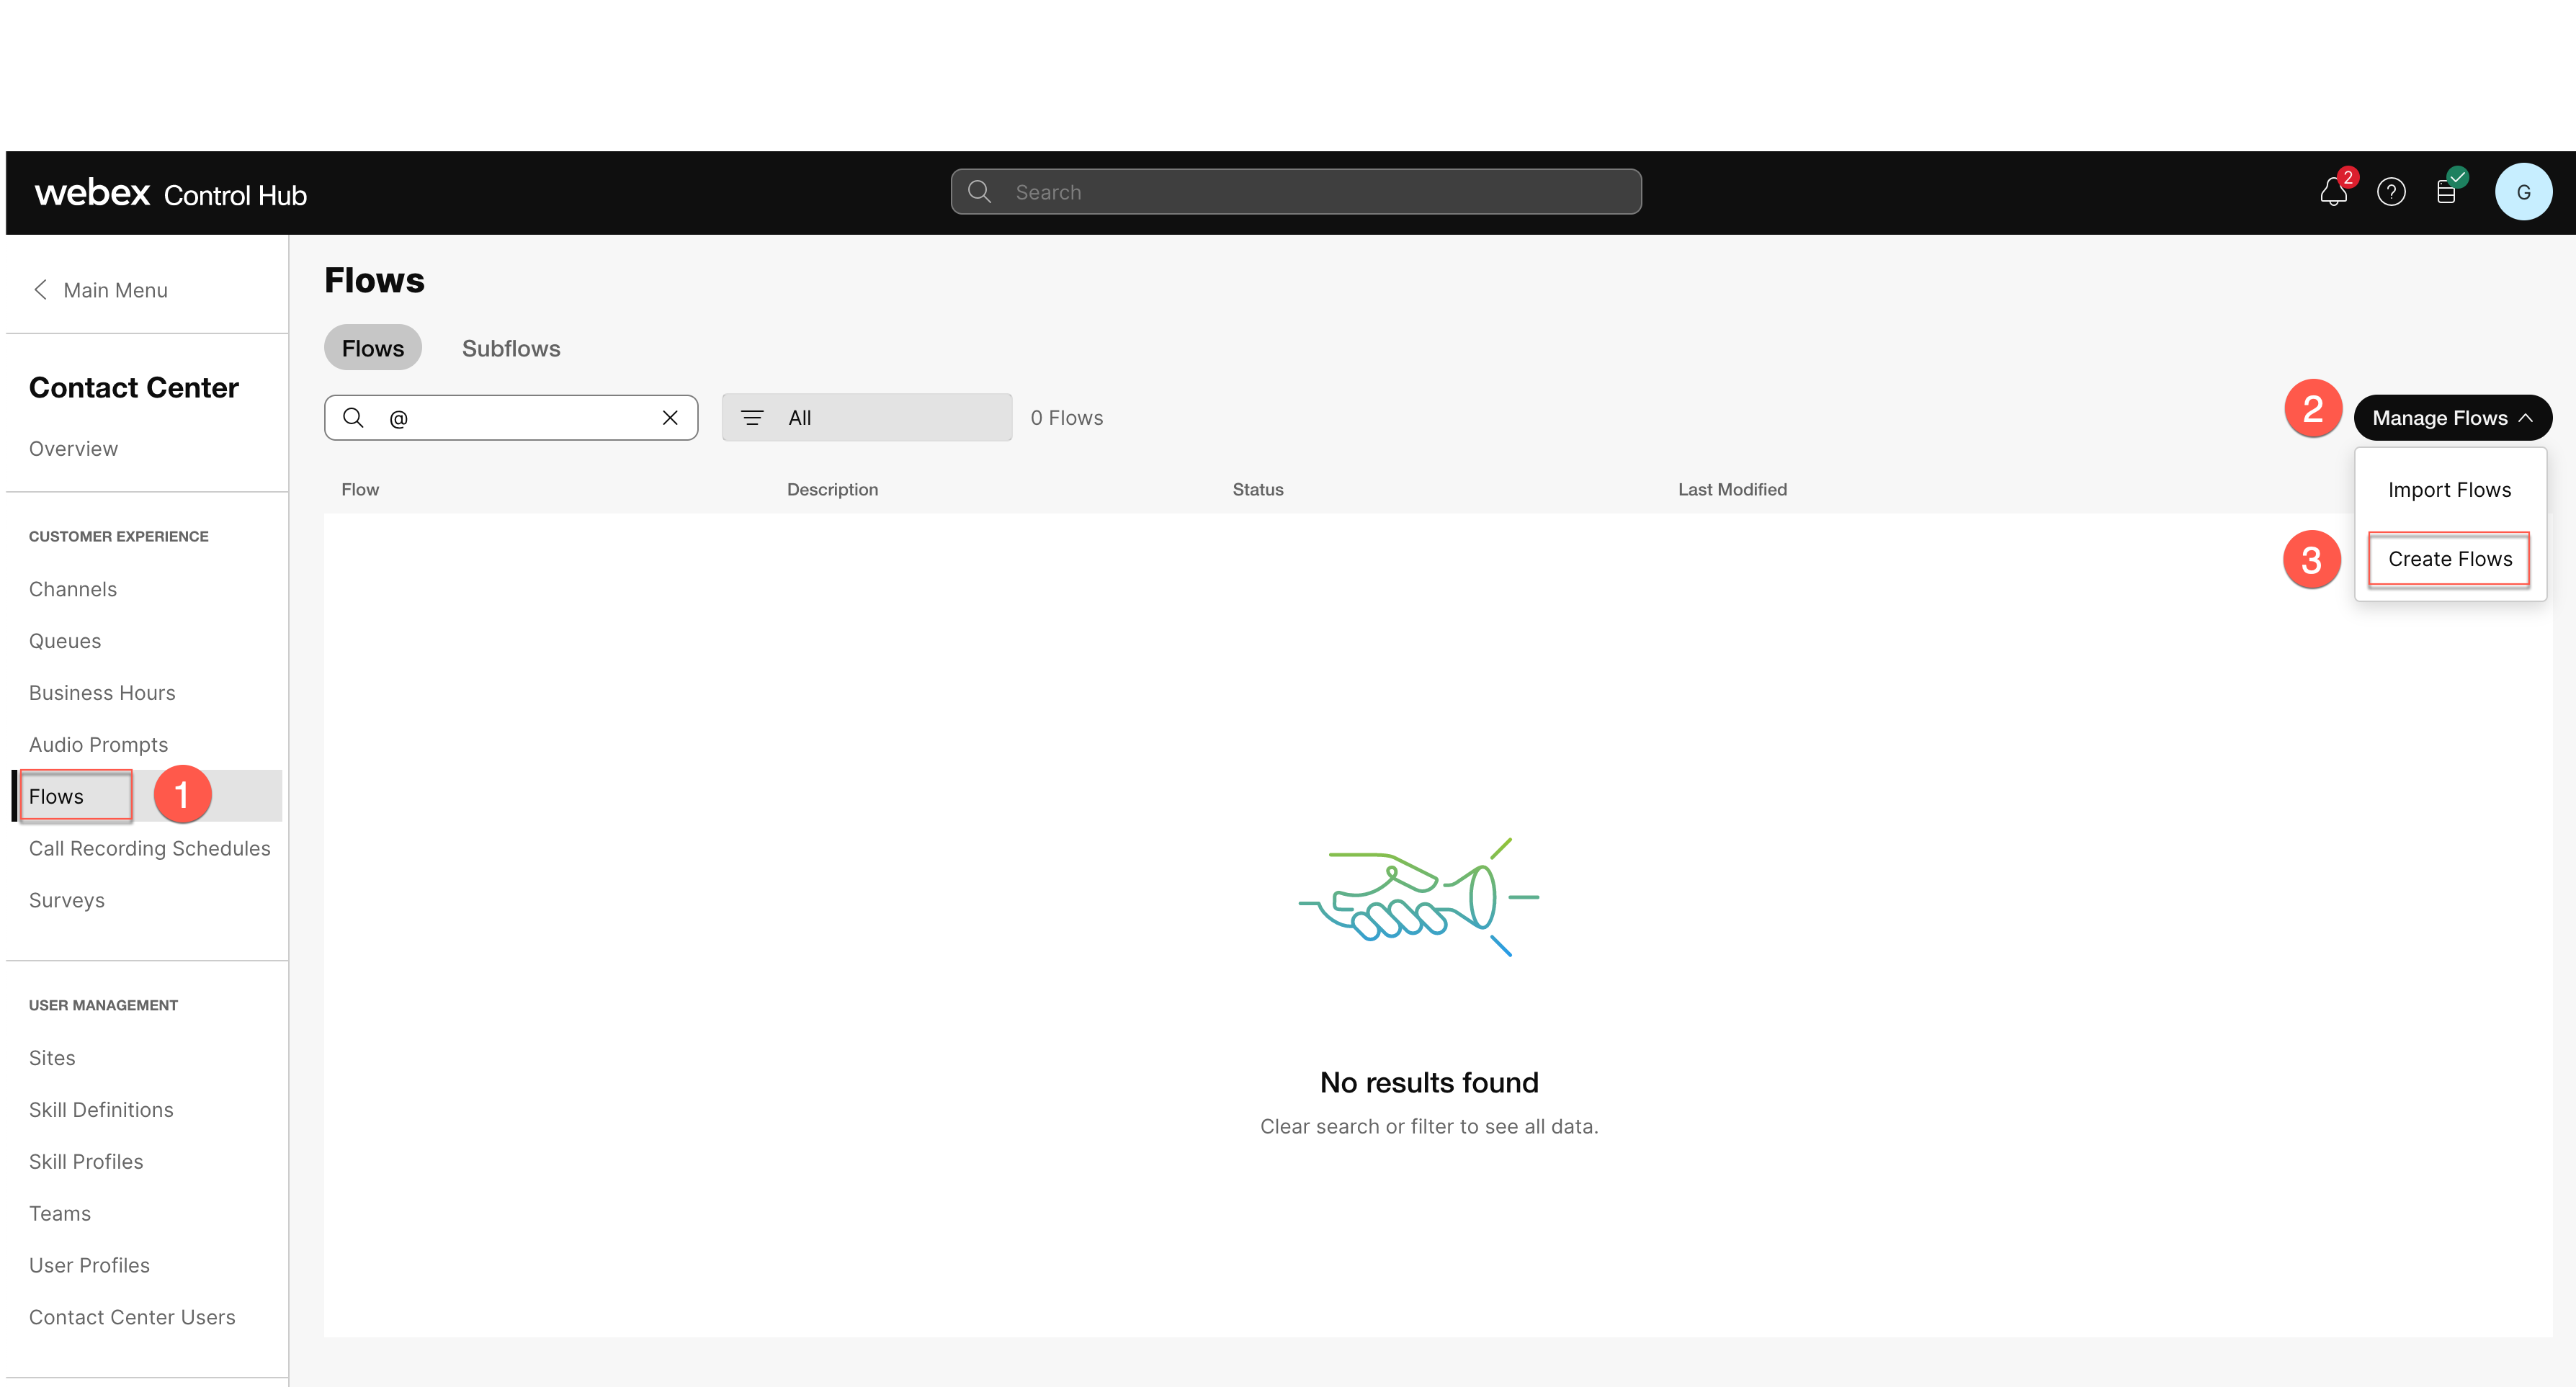 webex Control Hub
Search
2
?
G
Main Menu
Contact Center
Overview
CUSTOMER EXPERIENCE
Channels
Queues
Business Hours
Audio Prompts
Flows
1
Call Recording Schedules
Surveys
USER MANAGEMENT
Sites
Skill Definitions
Skill Profiles
Teams
User Profiles
Contact Center Users
Flows
Flows
Subflows
@
All
0 Flows
2
Manage Flows
Import Flows
3
Create Flows
Flow
Description
Status
Last Modified
No results found
Clear search or filter to see all data.